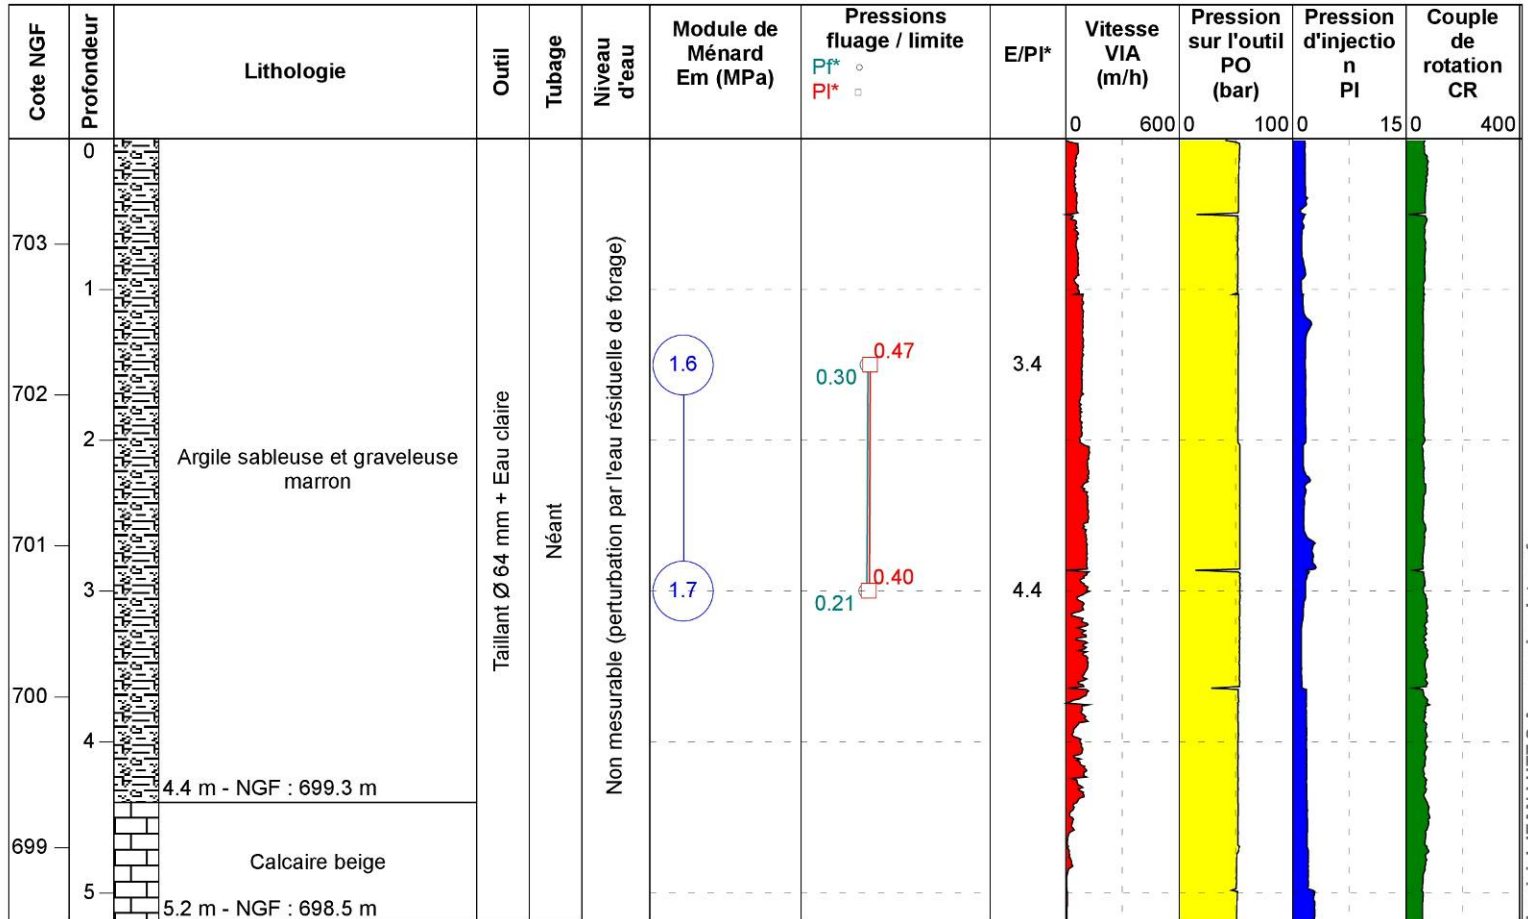 Cote NGF
Profondeur
Lithologie
Outil
Tubage
Niveau
d'eau
Module de
Ménard
Em (MPa)
Pressions
fluage / limite
Pf*
Pl*
E/Pl*
Vitesse
VIA
(m/h)
0 600
Pression
sur l'outil
PO
(bar)
0 100
Pression
d'injectio
n
PI
0 15
Couple
de
rotation
CR
0 400
0
703
1
702
2
701
3
700
4
699
5
Argile sableuse et graveleuse
marron
4.4 m - NGF : 699.3 m
Calcaire beige
5.2 m - NGF : 698.5 m
Taillant Ø 64 mm + Eau claire
Néant
Non mesurable (perturbation par l'eau résiduelle de forage)
1.6
1.7
0.47
0.30
0.40
0.21
3.4
4.4